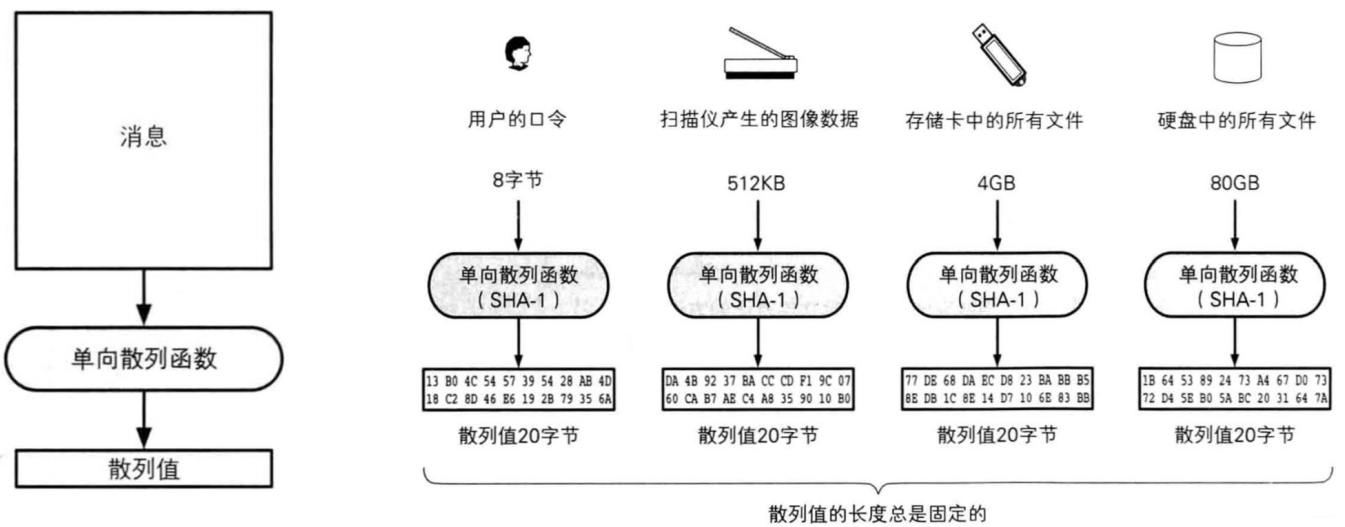 消息
单向散列函数
散列值
用户的口令
扫描仪产生的图像数据
存储卡中的所有文件
硬盘中的所有文件
8字节
512KB
4GB
80GB
单向散列函数
（SHA-1）
单向散列函数
（SHA-1）
单向散列函数
（SHA-1）
单向散列函数
（SHA-1）
13 B0 4C 54 57 39 54 28 AB 4D
18 C2 8D 46 E6 19 2B 79 35 6A
DA 4B 92 37 BA CC CD F1 9C 07
60 CA B7 AE C4 A8 35 90 10 B0
77 DE 68 DA EC D8 23 BA BB B5
8E DB 1C 8E 14 D7 10 6E 83 BB
1B 64 53 89 24 73 A4 67 D0 73
72 D4 5E B0 5A BC 20 31 64 7A
散列值20字节
散列值20字节
散列值20字节
散列值20字节
散列值的长度总是固定的